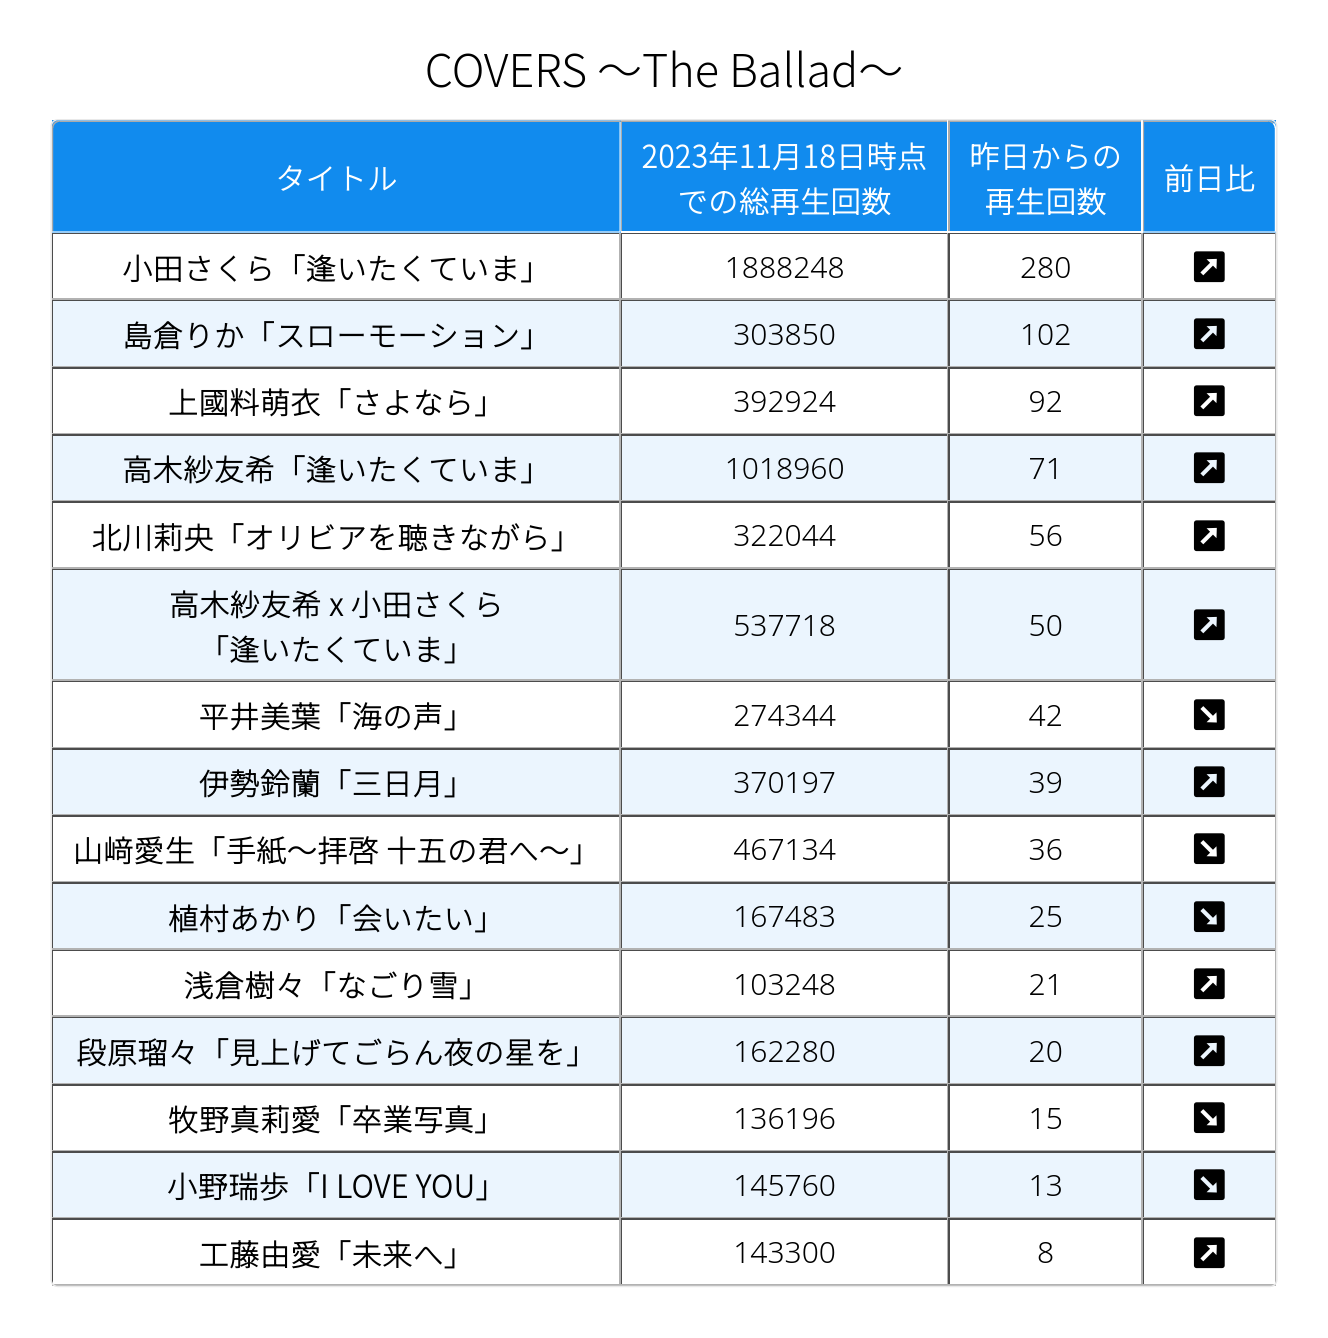 COVERS ～The Ballad～
タイトル
2023年11月18日時点
での総再生回数
昨日からの
再生回数
前日比
小田さくら「逢いたくていま」 1888248 280
島倉りか「スローモーション」 303850 102
上國料萌衣「さよなら」 392924 92
高木紗友希「逢いたくていま」 1018960 71
北川莉央「オリビアを聴きながら」 322044 56
高木紗友希 x 小田さくら
「逢いたくていま」 537718 50
平井美葉「海の声」 274344 42
伊勢鈴蘭「三日月」 370197 39
山﨑愛生「手紙～拝啓 十五の君へ～」 467134 36
植村あかり「会いたい」 167483 25
浅倉樹々「なごり雪」 103248 21
段原瑠々「見上げてごらん夜の星を」 162280 20
牧野真莉愛「卒業写真」 136196 15
小野瑞歩「I LOVE YOU」 145760 13
工藤由愛「未来へ」 143300 8